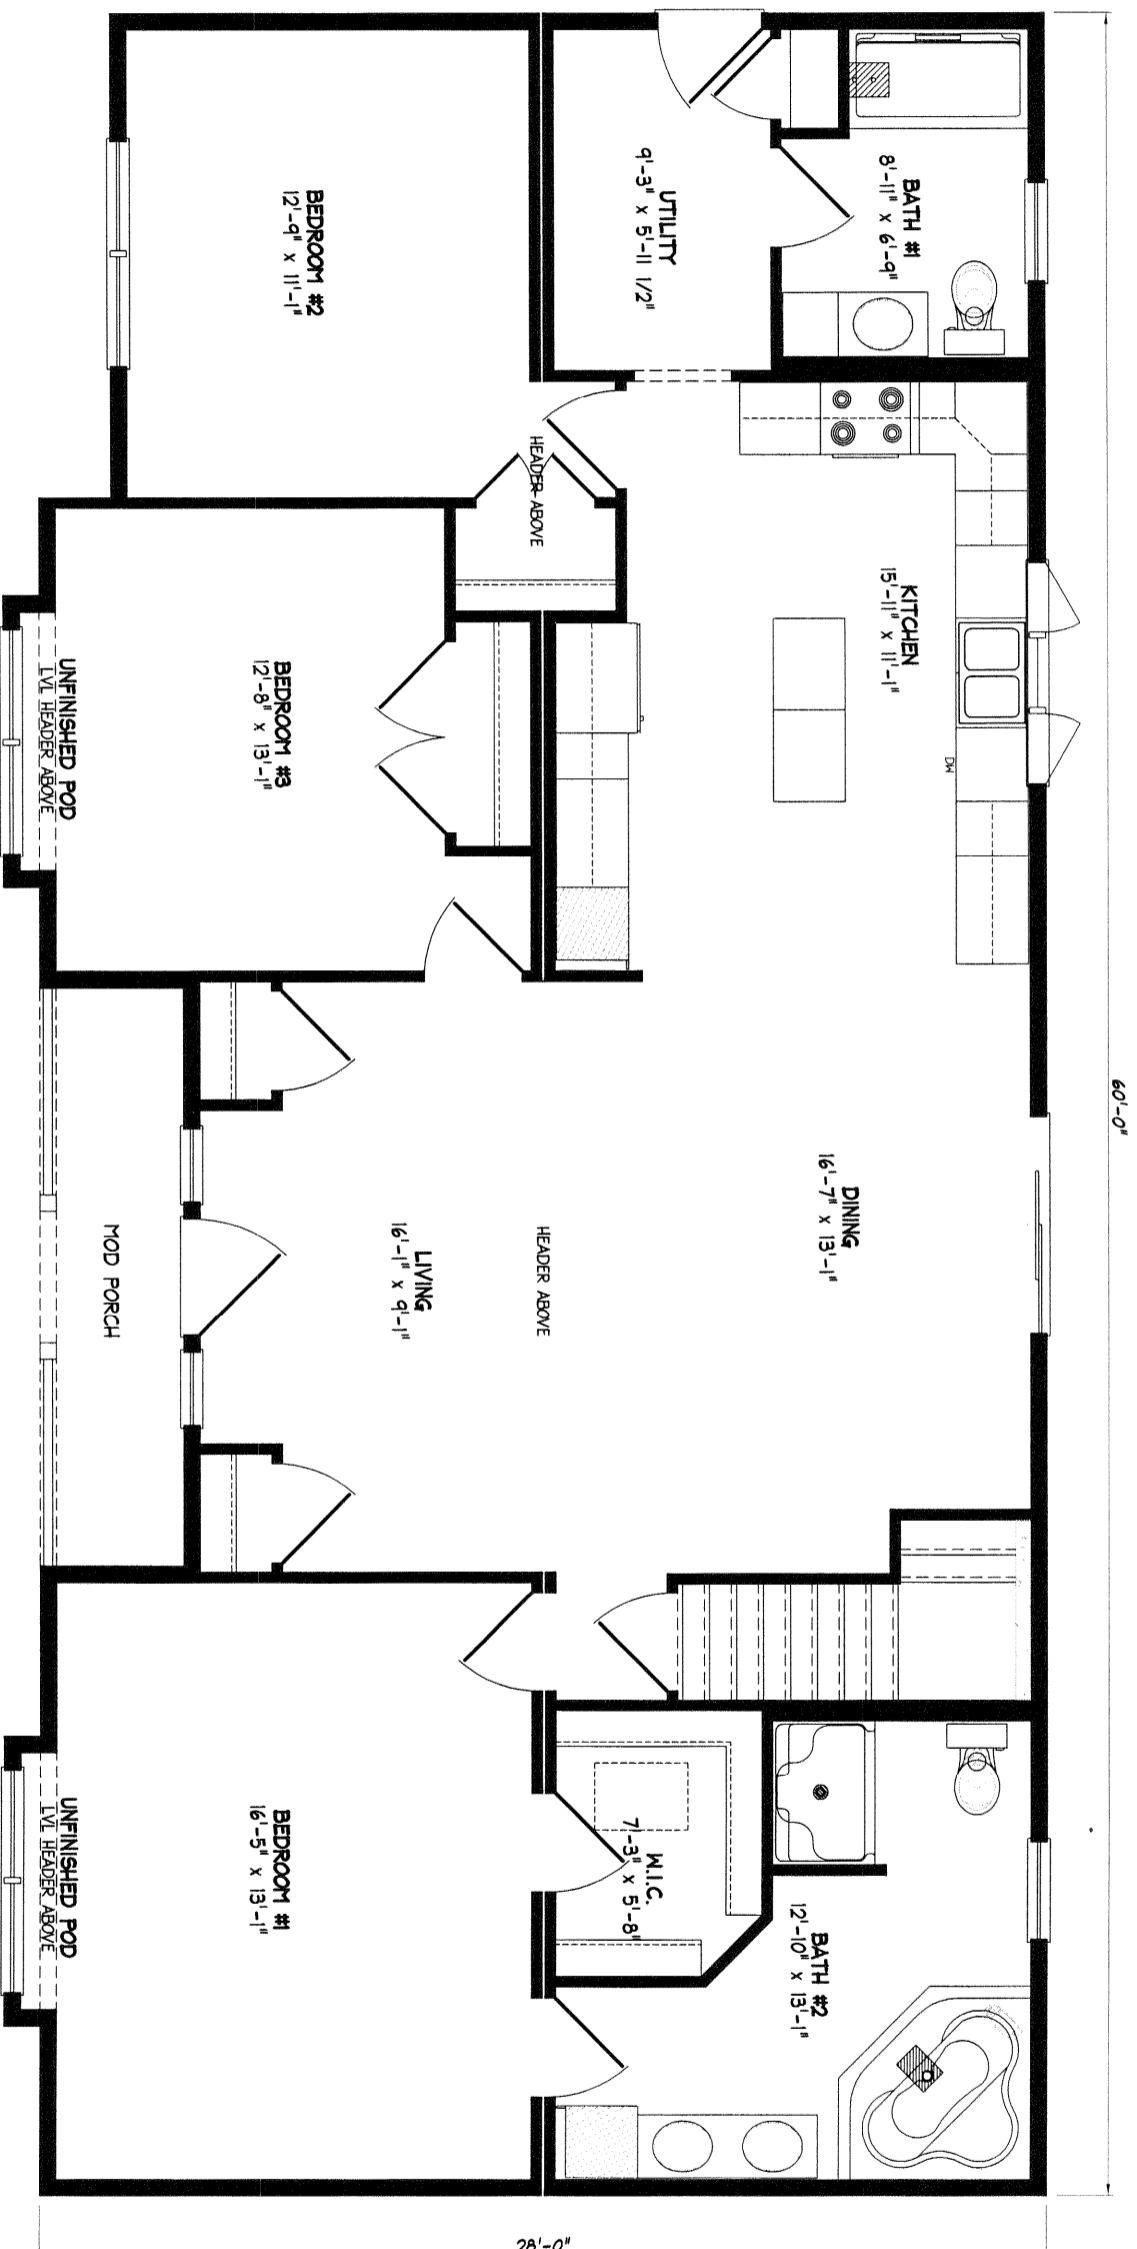 60'-0"
BATH #1
8'-11" x 6'-9"
UTILITY
9'-3" x 5'-11 1/2"
BEDROOM #2
12'-9" x 11'-1"
HEADER ABOVE
KITCHEN
15'-11" x 11'-1"
DW
BEDROOM #3
12'-8" x 13'-1"
UNFINISHED POD
LVL HEADER ABOVE
DINING
16'-7" x 13'-1"
HEADER ABOVE
LIVING
16'-1" x 9'-1"
MOD PORCH
BATH #2
12'-10" x 13'-1"
W.I.C.
7'-3" x 5'-8"
BEDROOM #1
16'-5" x 13'-1"
UNFINISHED POD
LVL HEADER ABOVE
28'-0"